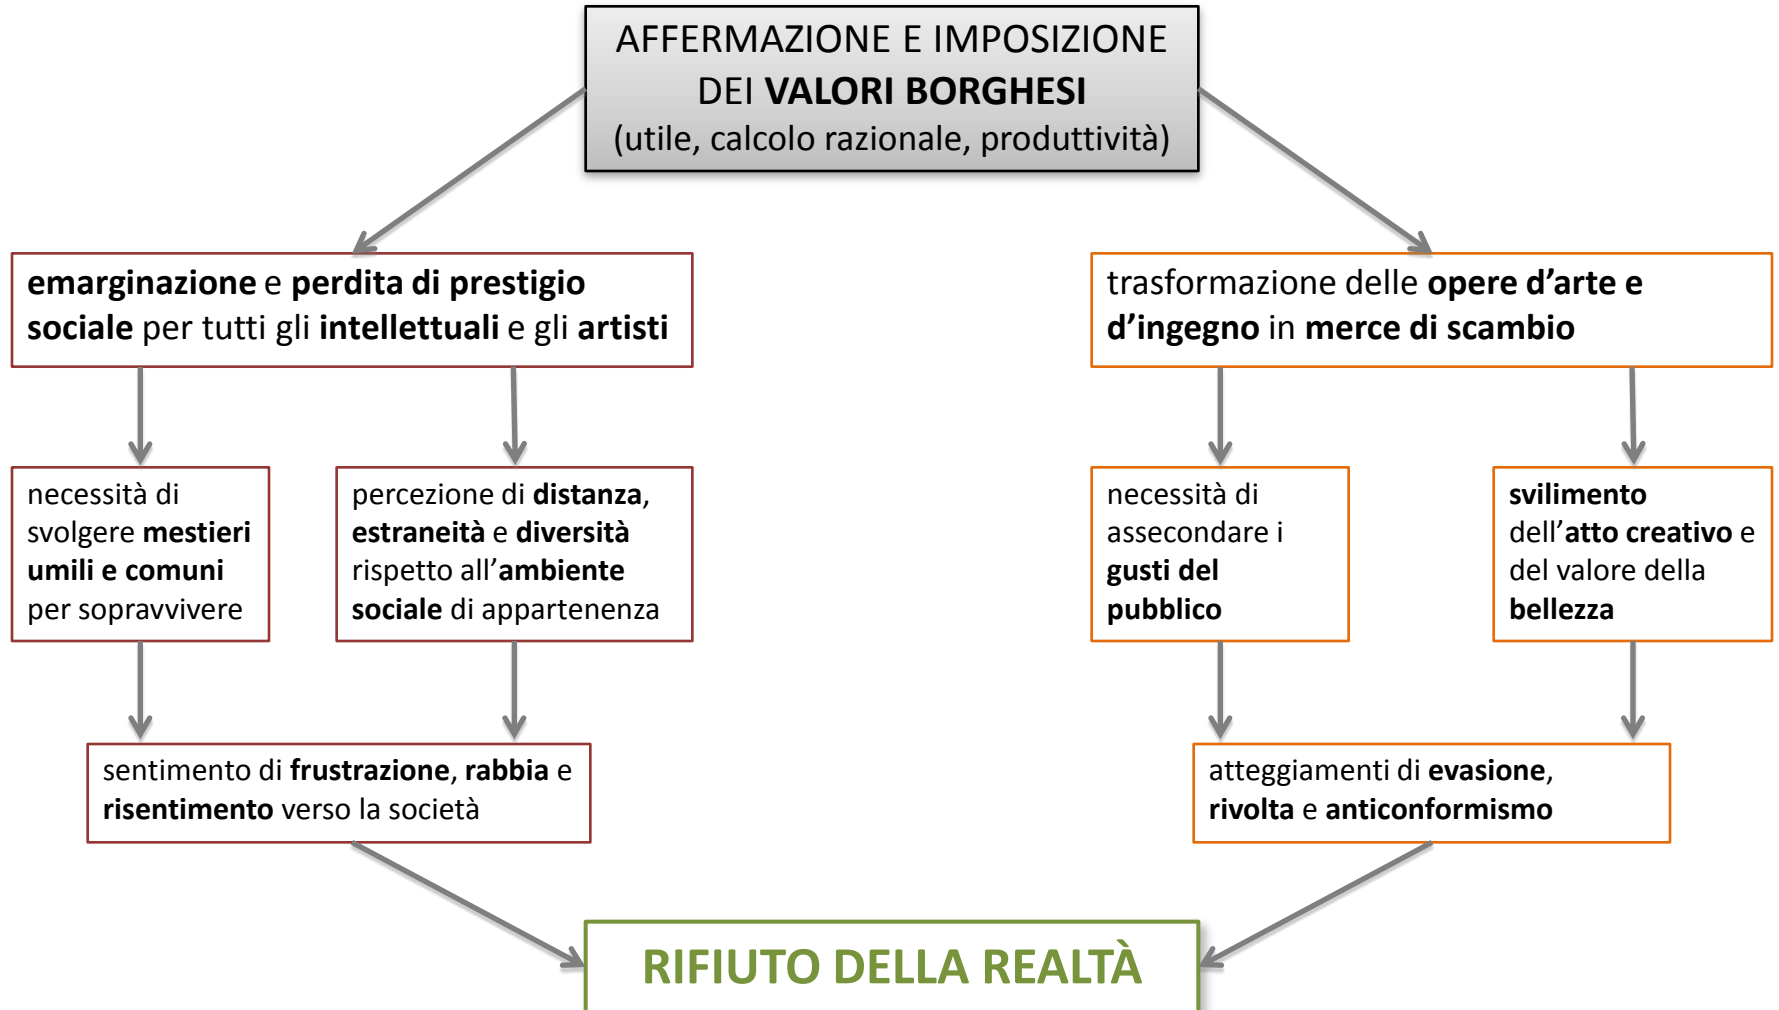 AFFERMAZIONE E IMPOSIZIONE
DEI VALORI BORGHESI
(utile, calcolo razionale, produttività)
emarginazione e perdita di prestigio
sociale per tutti gli intellettuali e gli artisti
trasformazione delle opere d’arte e
d’ingegno in merce di scambio
necessità di
svolgere mestieri
umili e comuni
per sopravvivere
percezione di distanza,
estraneità e diversità
rispetto all’ambiente
sociale di appartenenza
necessità di
assecondare i
gusti del
pubblico
svilimento
dell’atto creativo e
del valore della
bellezza
sentimento di frustrazione, rabbia e
risentimento verso la società
atteggiamenti di evasione,
rivolta e anticonformismo
RIFIUTO DELLA REALTÀ